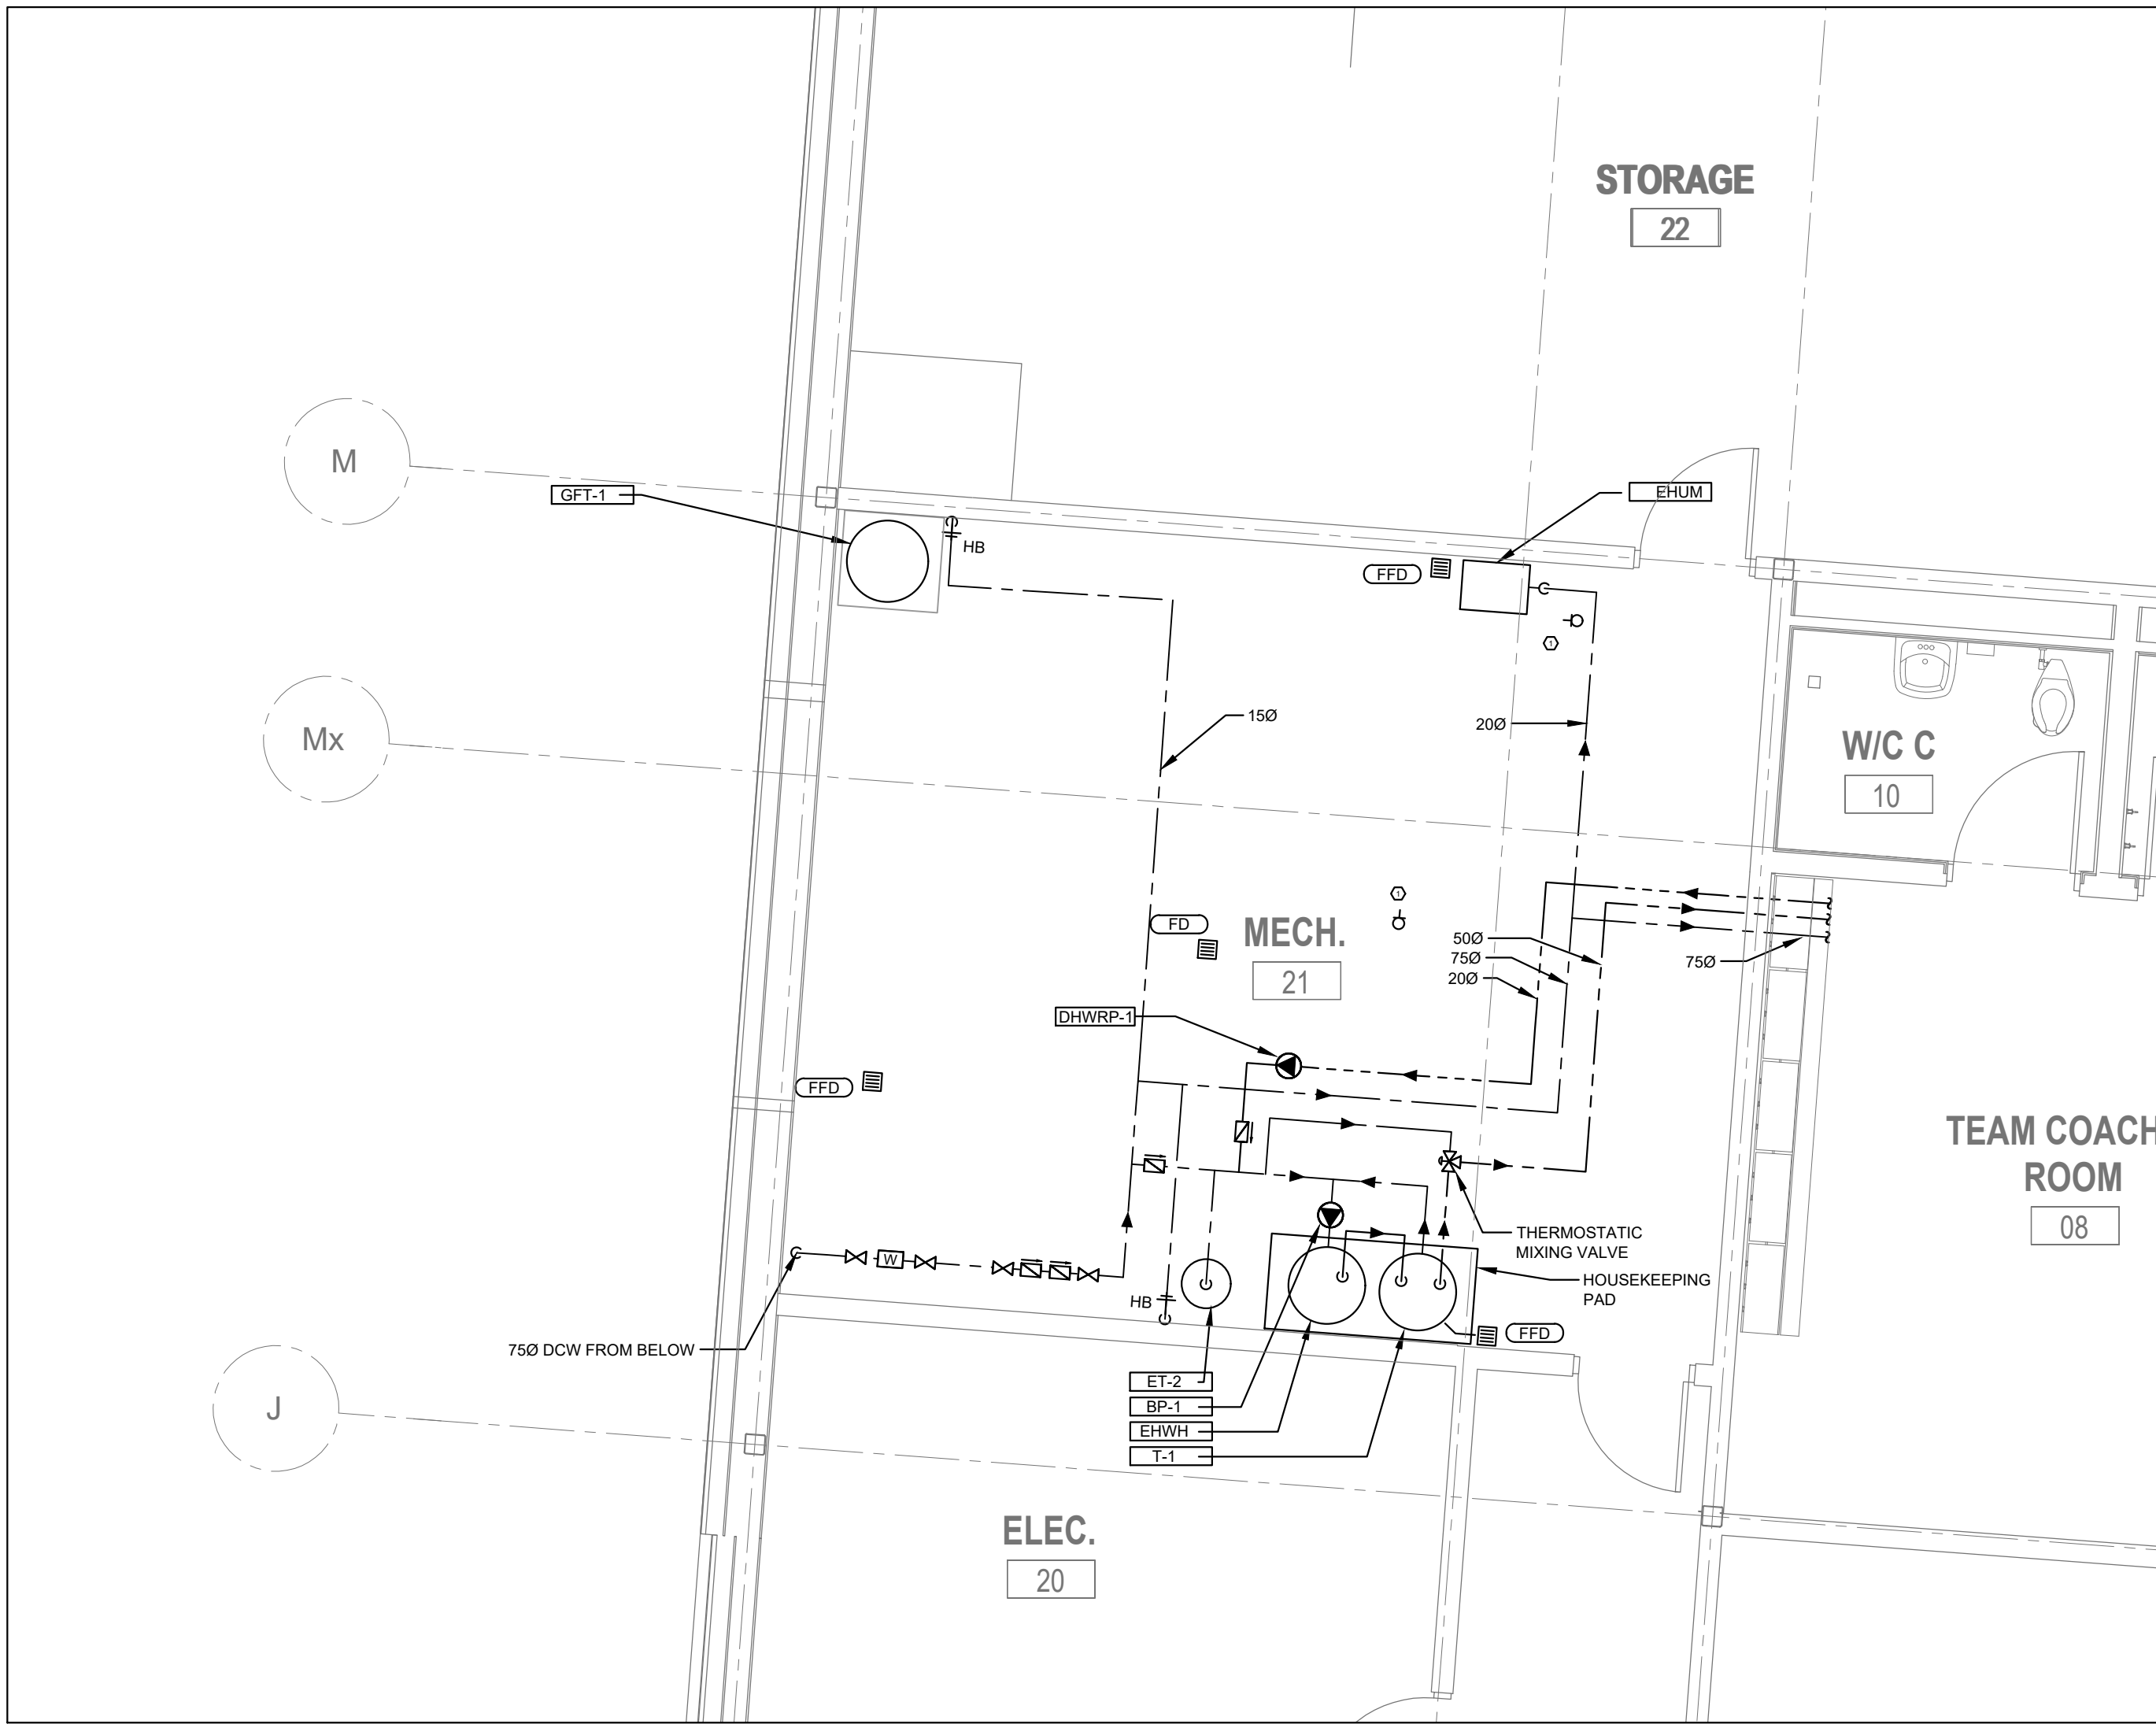 STORAGE
22
M
GFT-1
EHUM
HB
FFD
1
15Ø
20Ø
Mx
W/C C
10
1
FD
MECH.
21
50Ø
75Ø
20Ø
75Ø
DHWRP-1
FFD
TEAM COACH
ROOM
08
W
THERMOSTATIC
MIXING VALVE
HOUSEKEEPING
PAD
HB
FFD
75Ø DCW FROM BELOW
ET-2
BP-1
EHWH
T-1
J
ELEC.
20